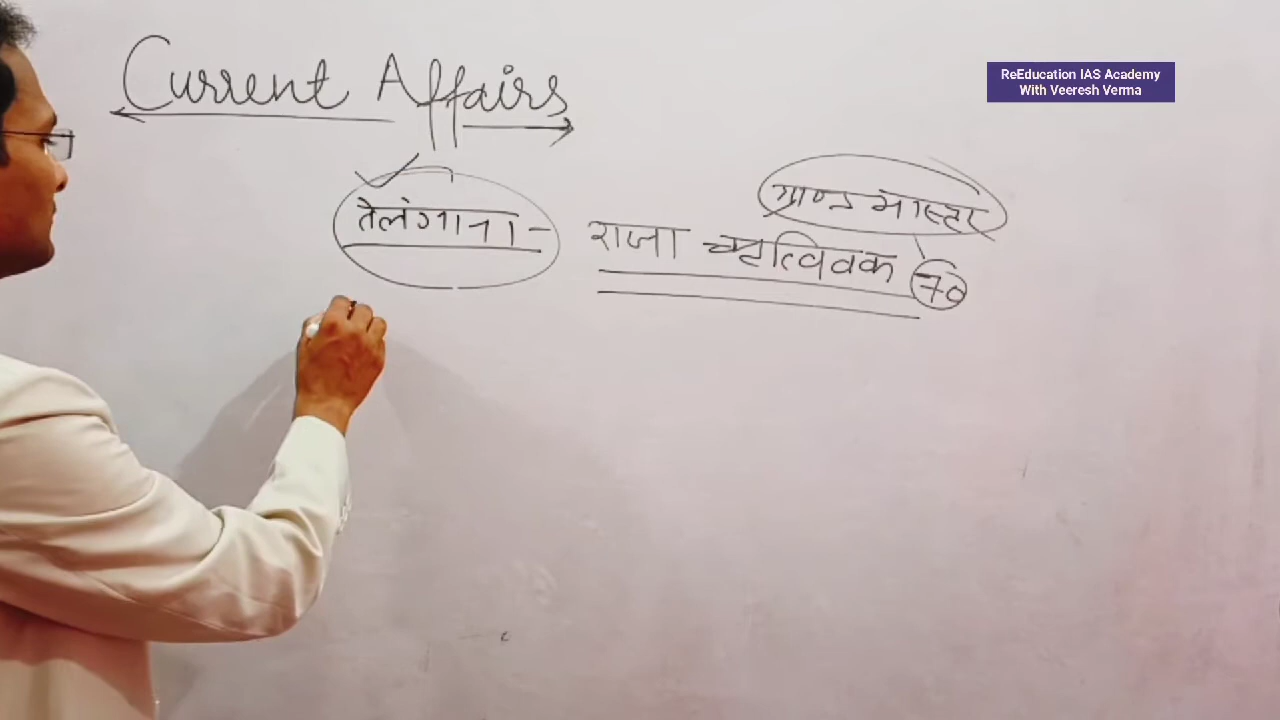 Current Affairs
ReEducation IAS Academy
With Veeresh Verma
ग्राण्ड मास्टर
तेलंगाना - राजा ऋत्विक 70